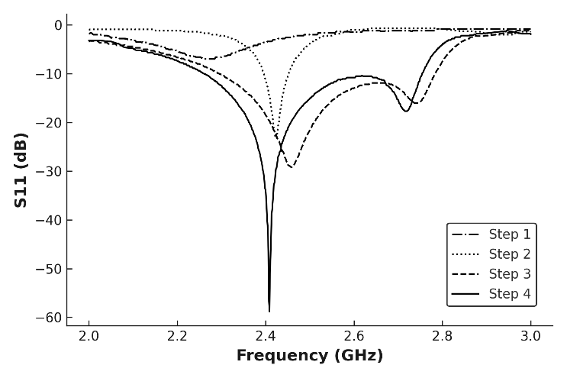 S11 (dB)
0
−10
−20
−30
−40
−50
−60
2.0 2.2 2.4 2.6 2.8 3.0
Frequency (GHz)
Step 1
Step 2
Step 3
Step 4